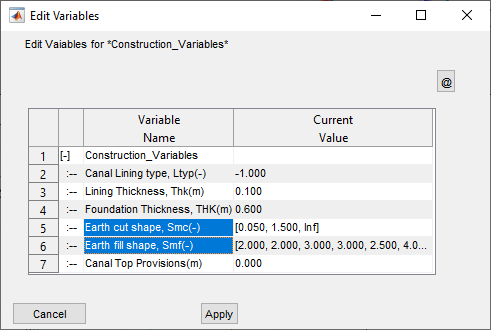 Edit Variables
Edit Vaiables for *Construction_Variables*
@
Variable Name Current Value
1 [-] Construction_Variables
2 :-- Canal Lining type, Ltyp(-) -1.000
3 :-- Lining Thickness, Thk(m) 0.100
4 :-- Foundation Thickness, THK(m) 0.600
5 :-- Earth cut shape, Smc(-) [0.050, 1.500, Inf]
6 :-- Earth fill shape, Smf(-) [2.000, 2.000, 3.000, 3.000, 2.500, 4.0...
7 :-- Canal Top Provisions(m) 0.000
Cancel Apply